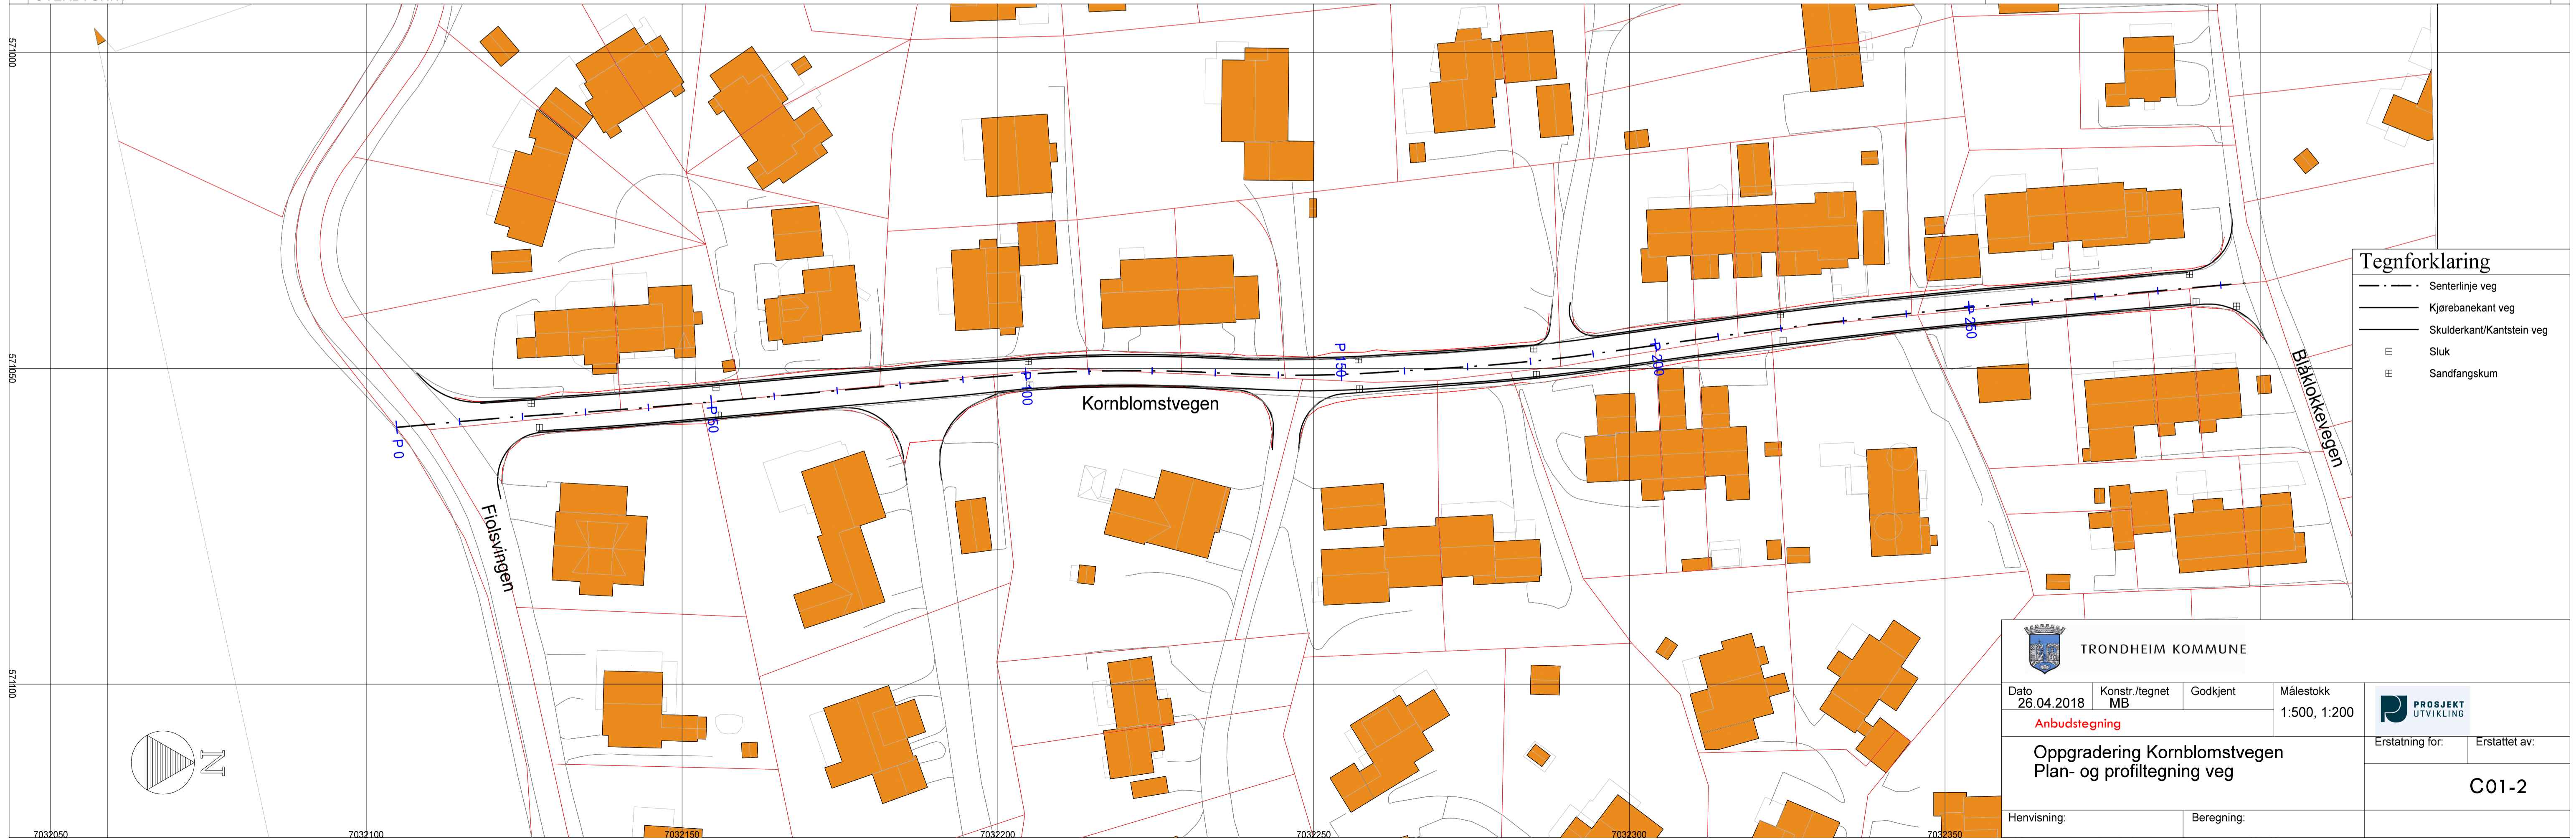 571000
571050
571100
7032050
7032100
7032150
7032200
7032250
7032300
7032350
P 0
P 50
P 100
P 150
P 200
P 250
Fiolsvingen
Kornblomstvegen
Blåklokkevegen
N
Tegnforklaring
Senterlinje veg
Kjørebanekant veg
Skulderkant/Kantstein veg
Sluk
Sandfangskum
TRONDHEIM KOMMUNE
Dato
26.04.2018
Konstr./tegnet
MB
Godkjent
Målestokk
1:500, 1:200
PROSJEKT
UTVIKLING
Anbudstegning
Oppgradering Kornblomstvegen
Plan- og profiltegning veg
Erstatning for:
Erstattet av:
C01-2
Henvisning:
Beregning: